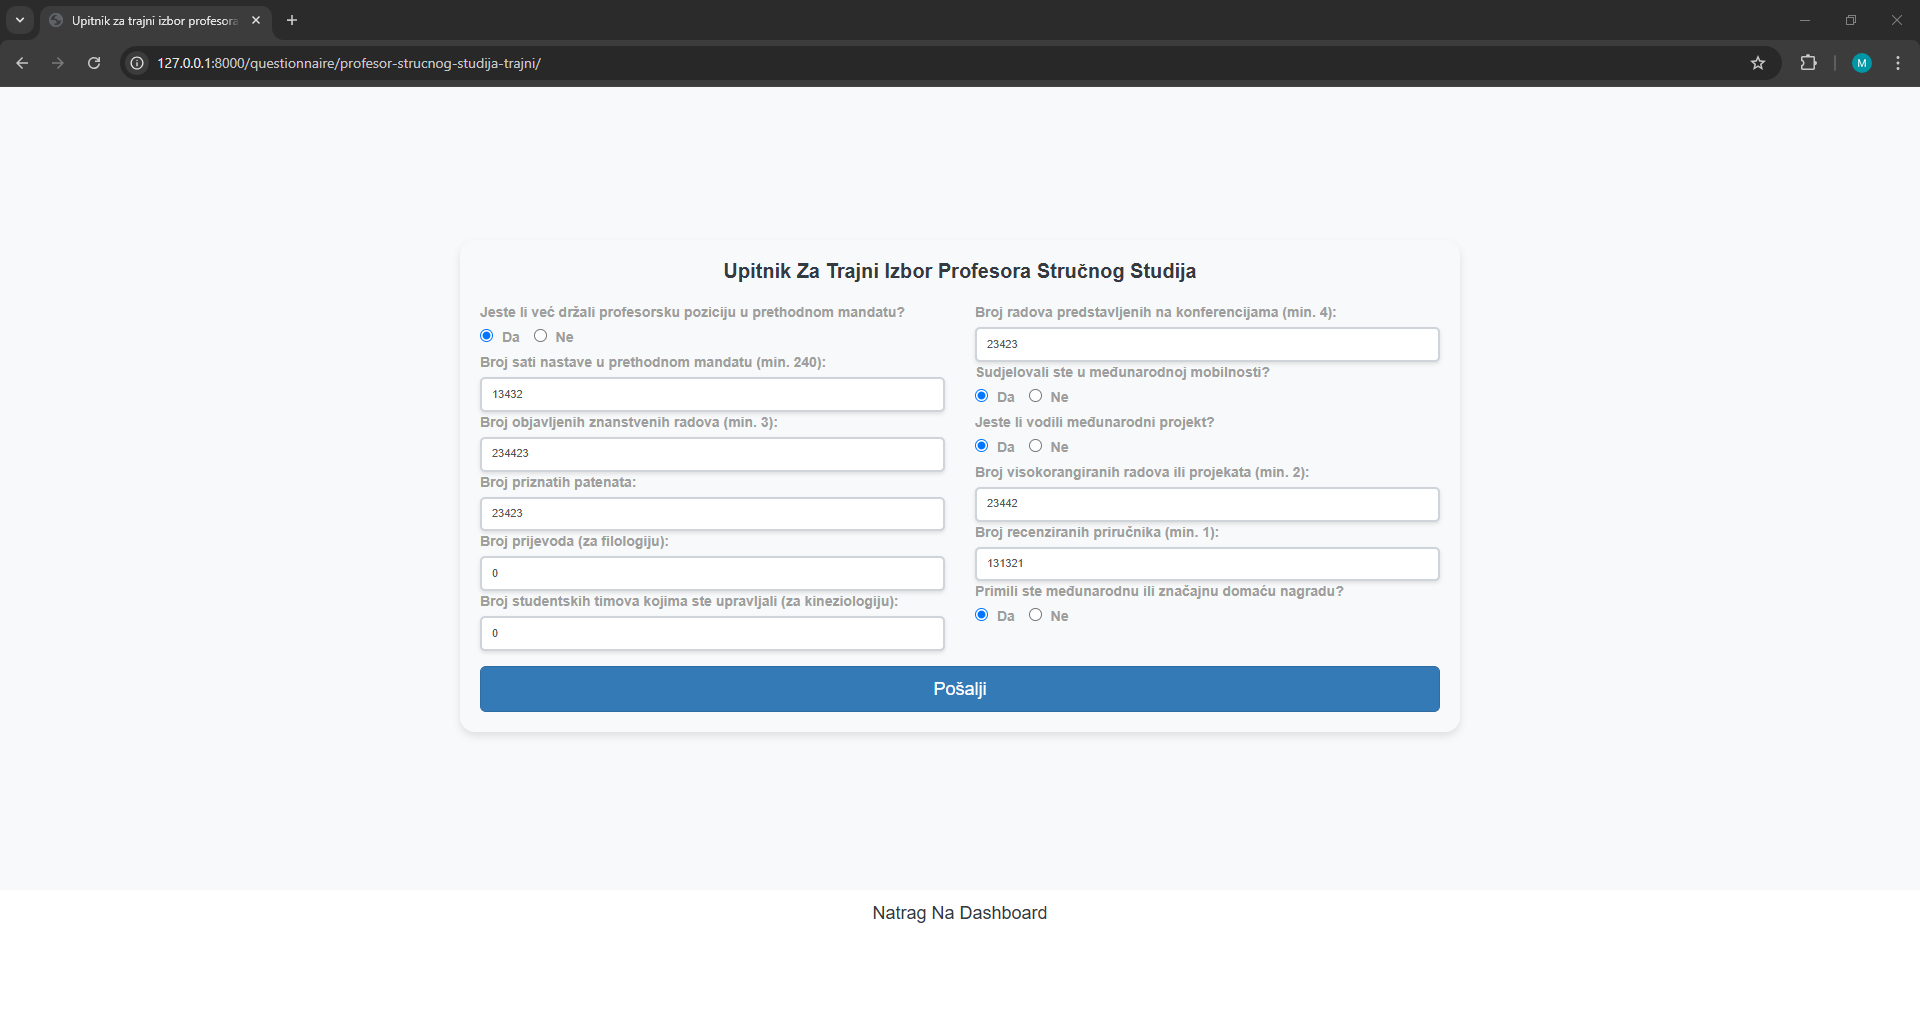 Upitnik za trajni izbor profesora
127.0.0.1:8000/questionnaire/profesor-strucnog-studija-trajni/
M
Upitnik Za Trajni Izbor Profesora Stručnog Studija
Jeste li već držali profesorsku poziciju u prethodnom mandatu?
Da Ne
Broj sati nastave u prethodnom mandatu (min. 240):
13432
Broj objavljenih znanstvenih radova (min. 3):
234423
Broj priznatih patenata:
23423
Broj prijevoda (za filologiju):
0
Broj studentskih timova kojima ste upravljali (za kineziologiju):
0
Broj radova predstavljenih na konferencijama (min. 4):
23423
Sudjelovali ste u međunarodnoj mobilnosti?
Da Ne
Jeste li vodili međunarodni projekt?
Da Ne
Broj visokorangiranih radova ili projekata (min. 2):
23442
Broj recenziranih priručnika (min. 1):
131321
Primili ste međunarodnu ili značajnu domaću nagradu?
Da Ne
Pošalji
Natrag Na Dashboard